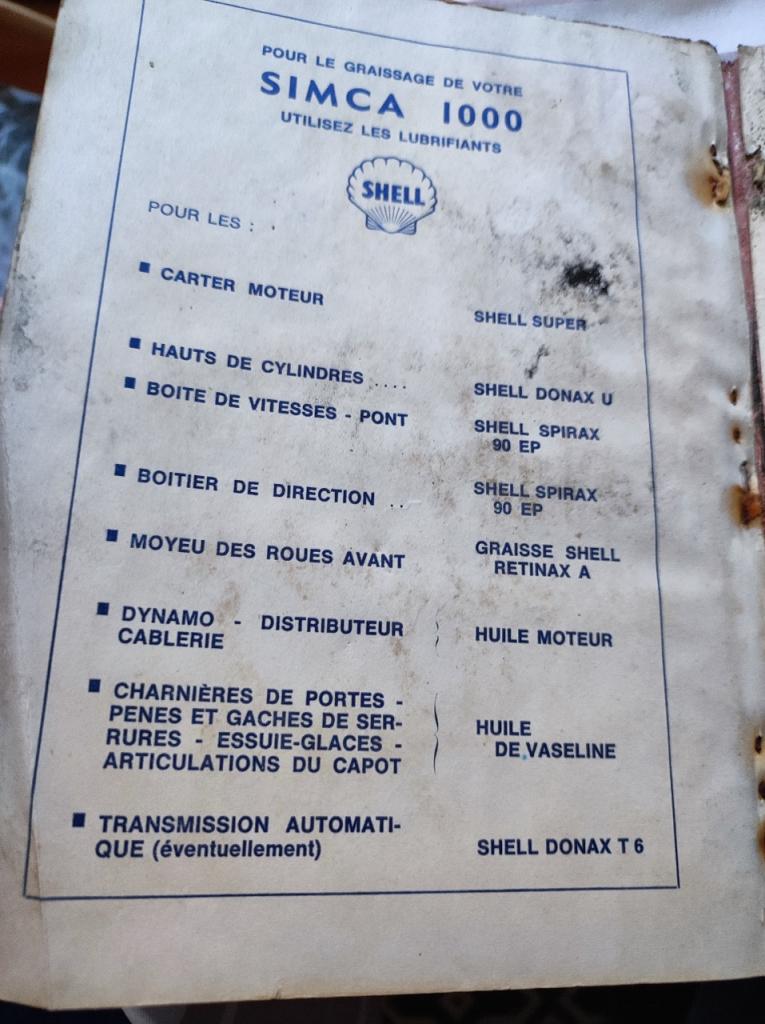 POUR LE GRAISSAGE DE VOTRE
SIMCA 1000
UTILISEZ LES LUBRIFIANTS
SHELL
POUR LES :
■ CARTER MOTEUR SHELL SUPER
■ HAUTS DE CYLINDRES .... SHELL DONAX U
■ BOITE DE VITESSES - PONT SHELL SPIRAX
90 EP
■ BOITIER DE DIRECTION .. SHELL SPIRAX
90 EP
■ MOYEU DES ROUES AVANT GRAISSE SHELL
RETINAX A
■ DYNAMO - DISTRIBUTEUR
CABLERIE
HUILE MOTEUR
■ CHARNIÈRES DE PORTES -
PENES ET GACHES DE SER-
RURES - ESSUIE-GLACES -
ARTICULATIONS DU CAPOT
HUILE
DE VASELINE
■ TRANSMISSION AUTOMATI-
QUE (éventuellement) SHELL DONAX T 6